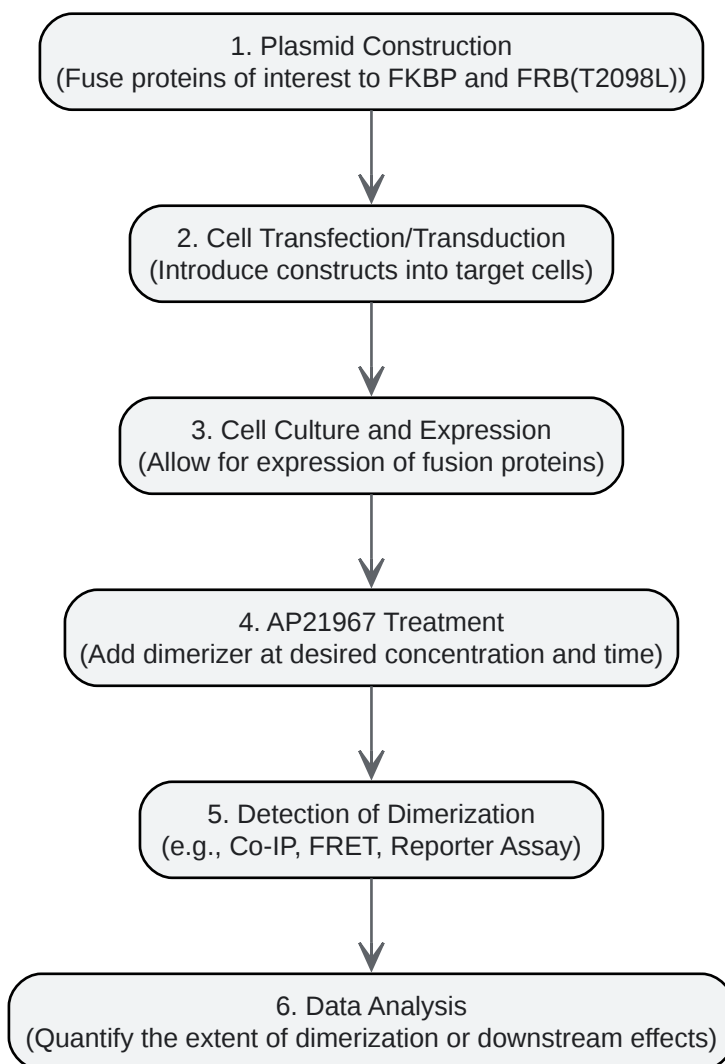 1. Plasmid Construction
(Fuse proteins of interest to FKBP and FRB(T2098L))
2. Cell Transfection/Transduction
(Introduce constructs into target cells)
3. Cell Culture and Expression
(Allow for expression of fusion proteins)
4. AP21967 Treatment
(Add dimerizer at desired concentration and time)
5. Detection of Dimerization
(e.g., Co-IP, FRET, Reporter Assay)
6. Data Analysis
(Quantify the extent of dimerization or downstream effects)